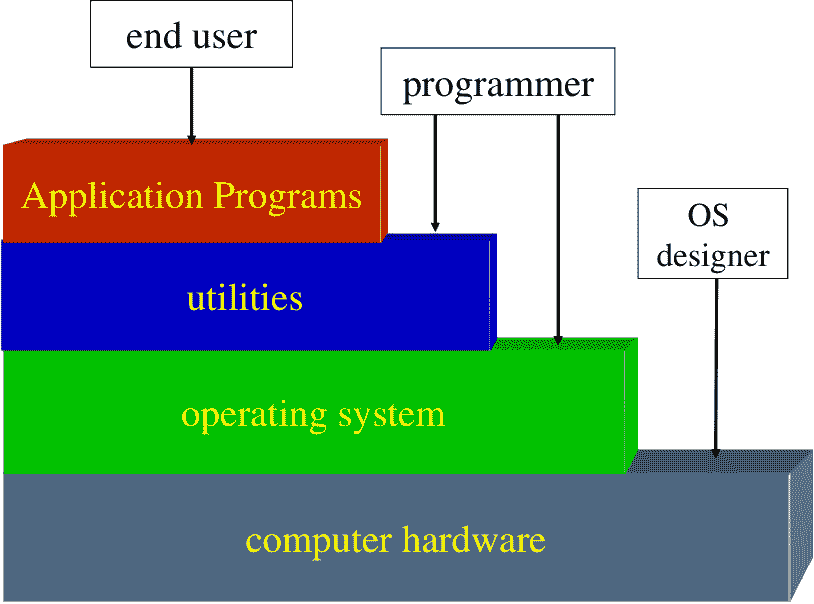 end user
programmer
Application Programs
OS
designer
utilities
operating system
computer hardware